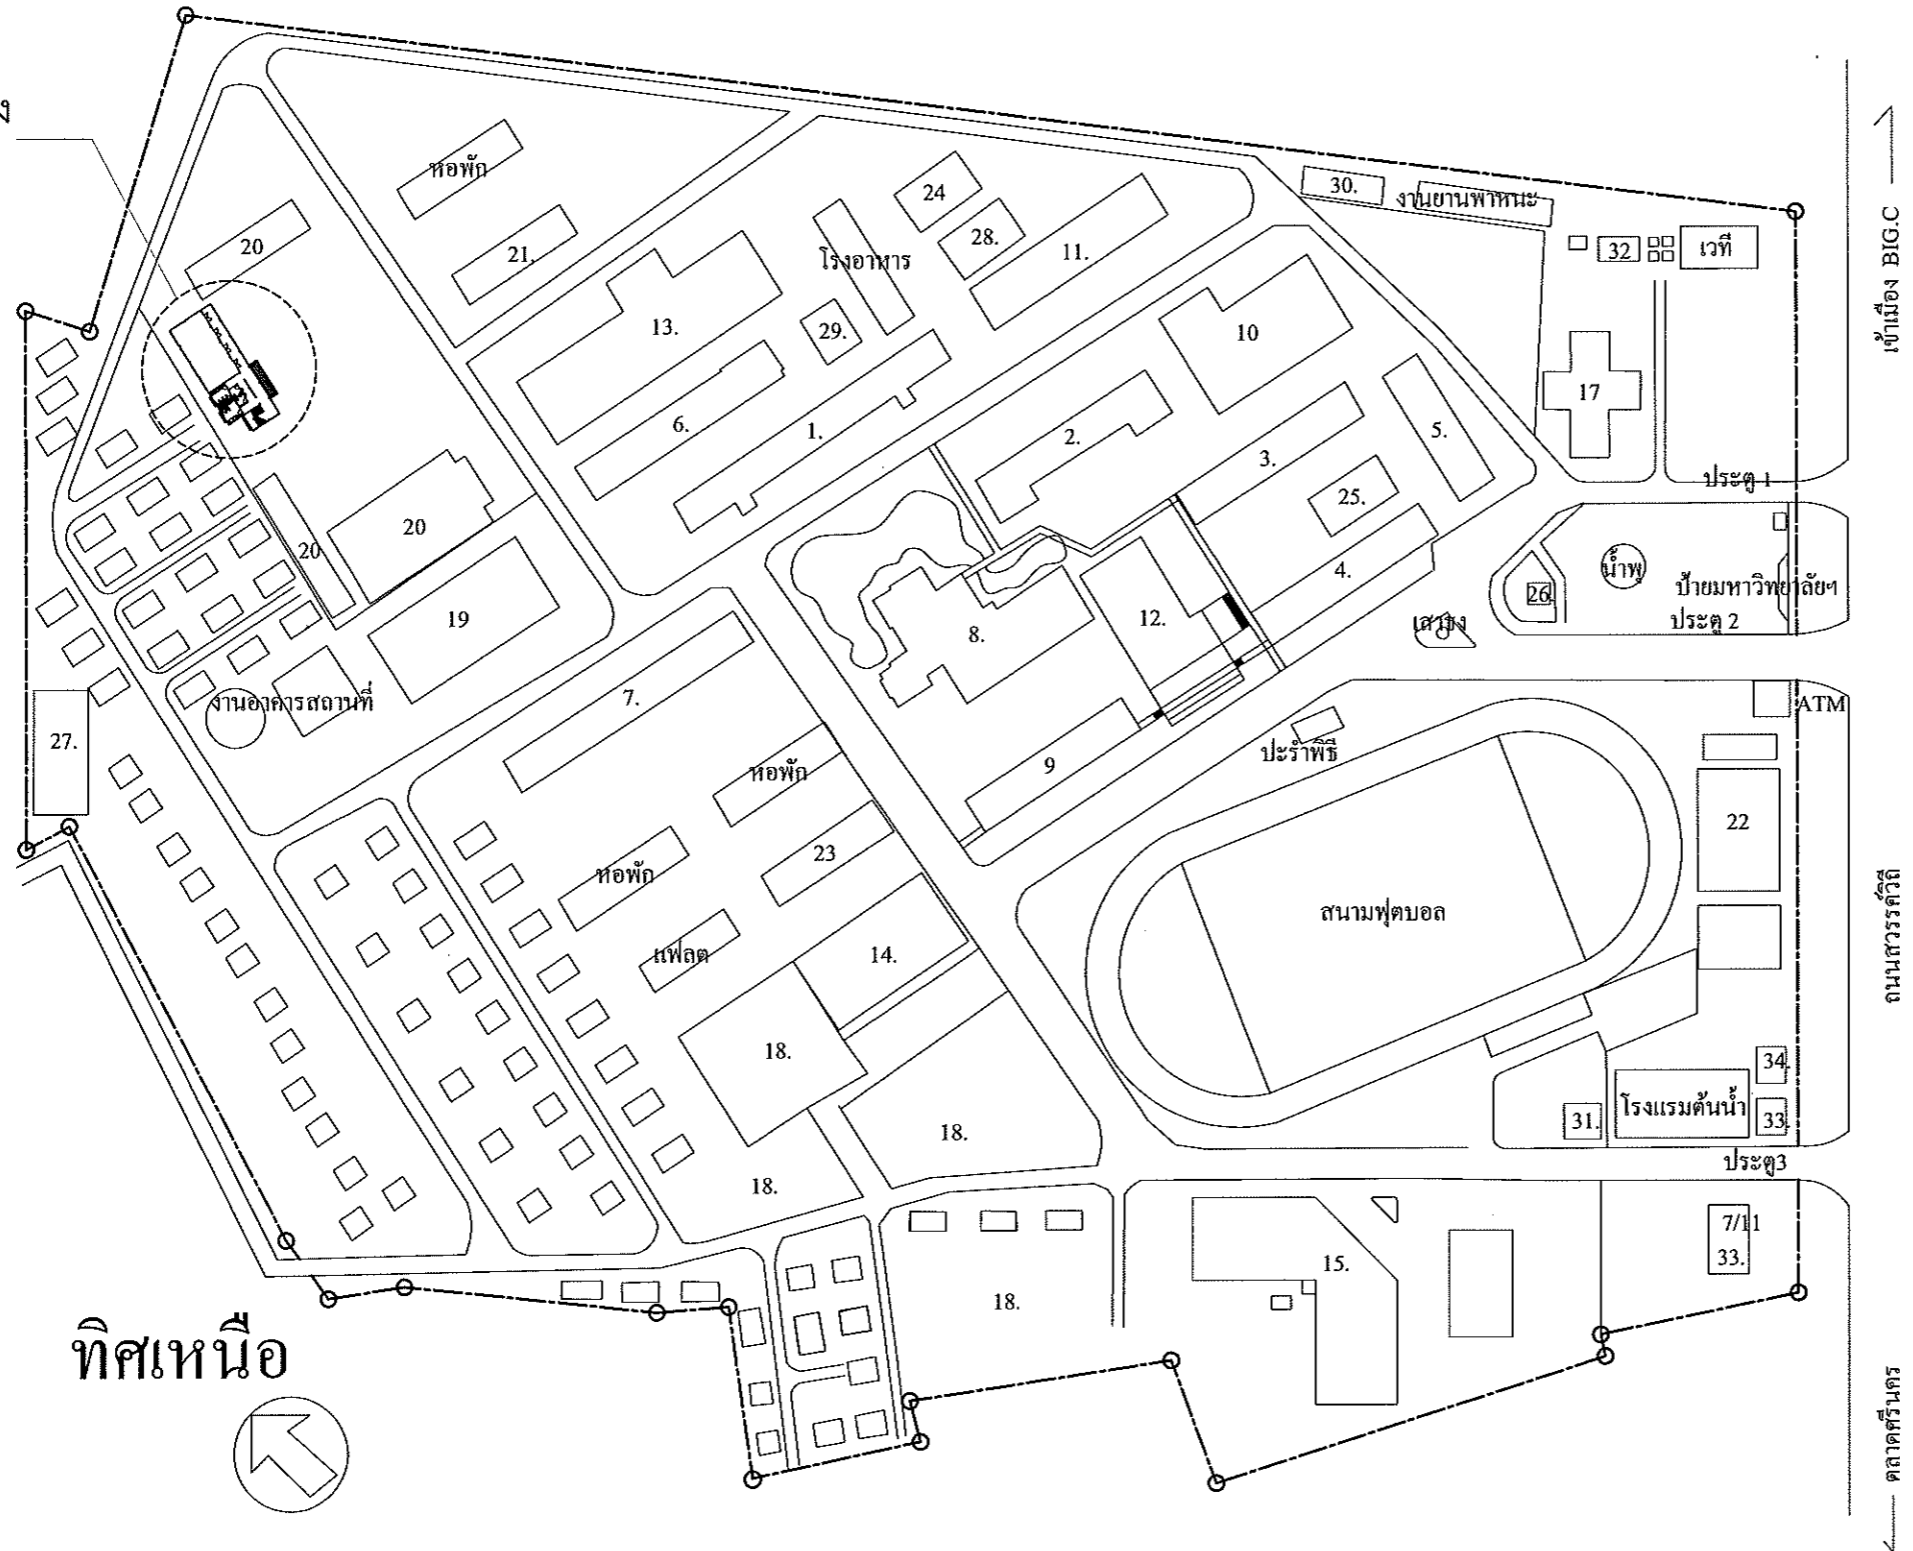 ง
หอพัก
24
30.
งานยานพาหนะ
20
21.
โรงอาหาร
28.
11.
32
เวที
เข้าเมือง BIG.C
13.
29.
10
17
6.
1.
2.
3.
5.
ประตู 1
25.
20
20
4.
น้ำพุ
26.
ป้ายมหาวิทยาลัยฯ
ประตู 2
19
8.
12.
เสาธง
งานอาคารสถานที่
7.
ATM
27.
หอพัก
9
ปะรำพิธี
22
23
หอพัก
สนามฟุตบอล
ถนนสวรรค์วิถี
แฟลต
14.
18.
34.
โรงแรมต้นน้ำ
31.
33.
18.
ประตู3
18.
7/11
33.
15.
18.
ทิศเหนือ
ตลาดศรีนคร